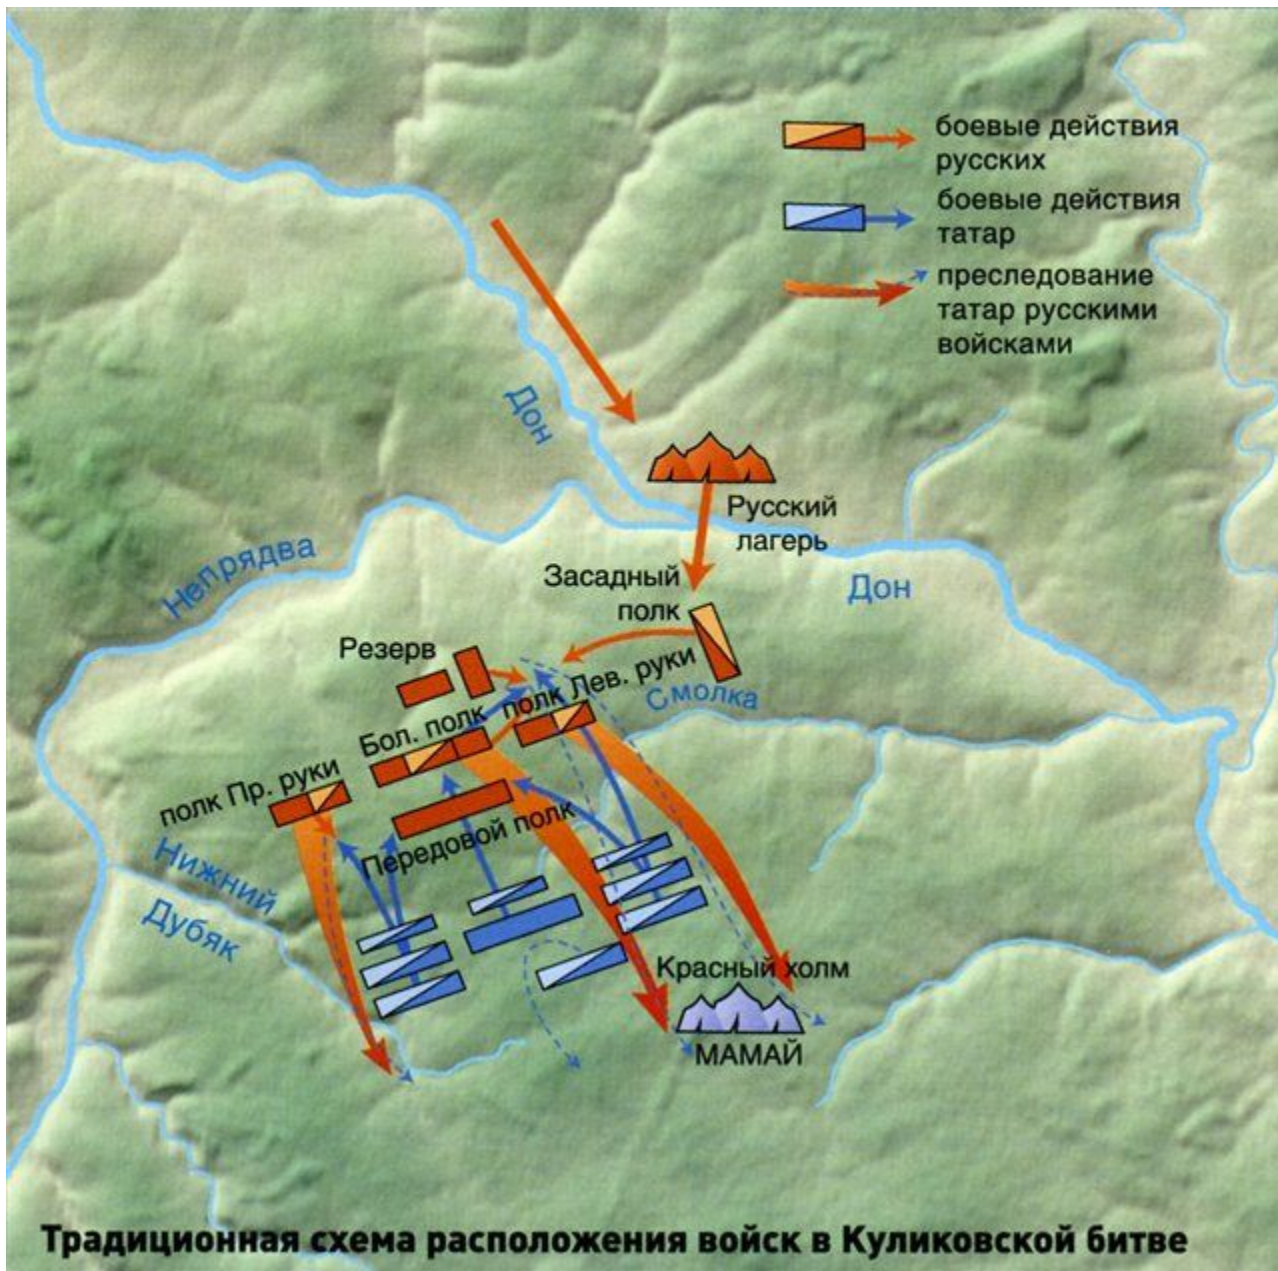 боевые действия
русских
боевые действия
татар
преследование
татар русскими
войсками
Дон
Русский
лагерь
Непрядва
Засадный
полк
Дон
Резерв
полк Лев. руки
Смолка
Бол. полк
полк Пр. руки
Передовой полк
Нижний
Дубяк
Красный холм
МАМАЙ
Традиционная схема расположения войск в Куликовской битве